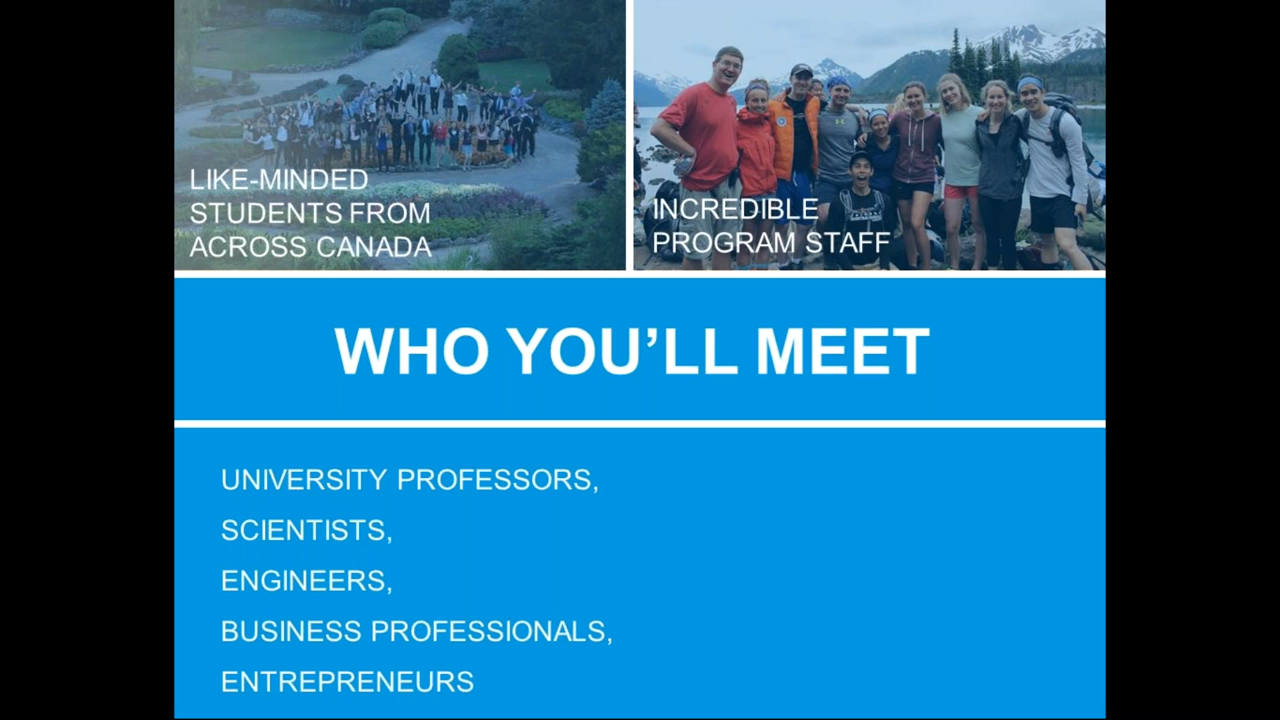 LIKE-MINDED
STUDENTS FROM
ACROSS CANADA
INCREDIBLE
PROGRAM STAFF
WHO YOU’LL MEET
UNIVERSITY PROFESSORS,
SCIENTISTS,
ENGINEERS,
BUSINESS PROFESSIONALS,
ENTREPRENEURS